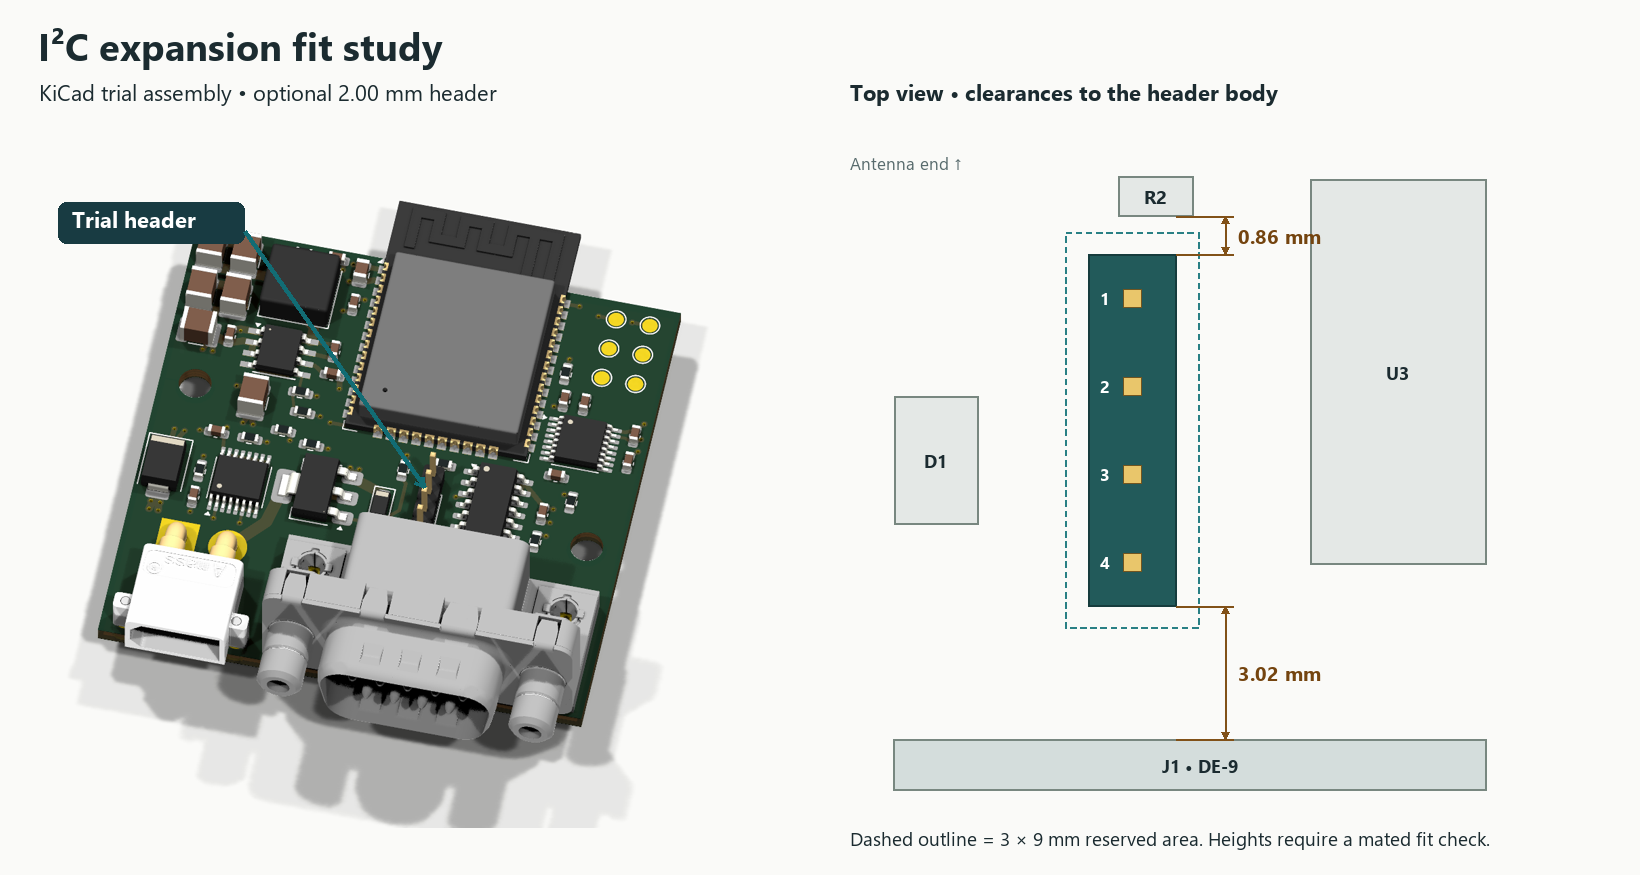 I²C expansion fit study
KiCad trial assembly • optional 2.00 mm header
Trial header
Top view • clearances to the header body
Antenna end ↑
R2
0.86 mm
1
2
3
4
D1
U3
3.02 mm
J1 • DE-9
Dashed outline = 3 × 9 mm reserved area. Heights require a mated fit check.